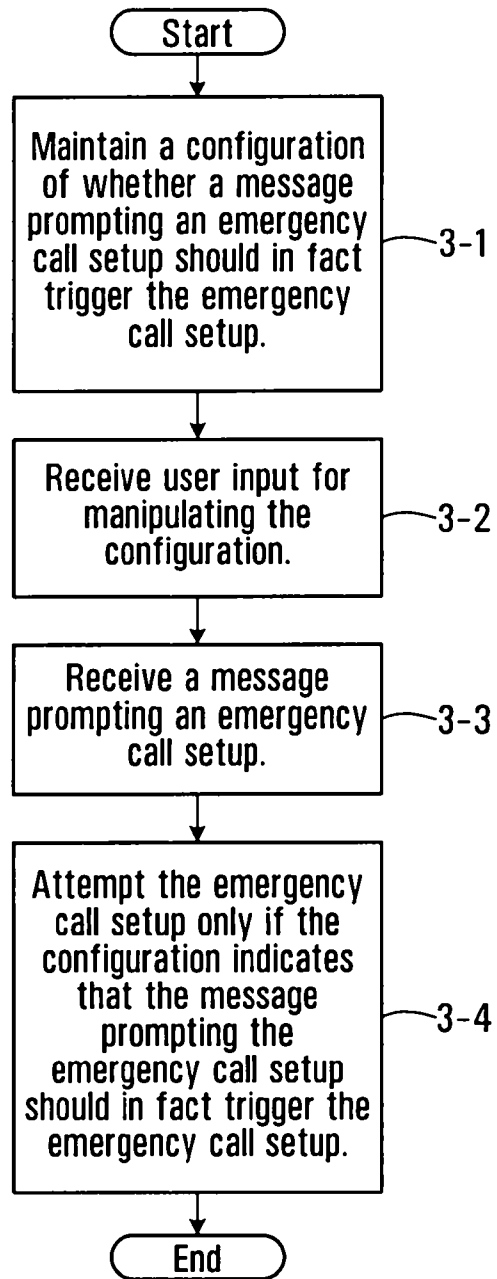 Start
Maintain a configuration
of whether a message
prompting an emergency
call setup should in fact
trigger the emergency
call setup.
3-1
Receive user input for
manipulating the
configuration.
3-2
Receive a message
prompting an emergency
call setup.
3-3
Attempt the emergency
call setup only if the
configuration indicates
that the message
prompting the
emergency call setup
should in fact trigger the
emergency call setup.
3-4
End